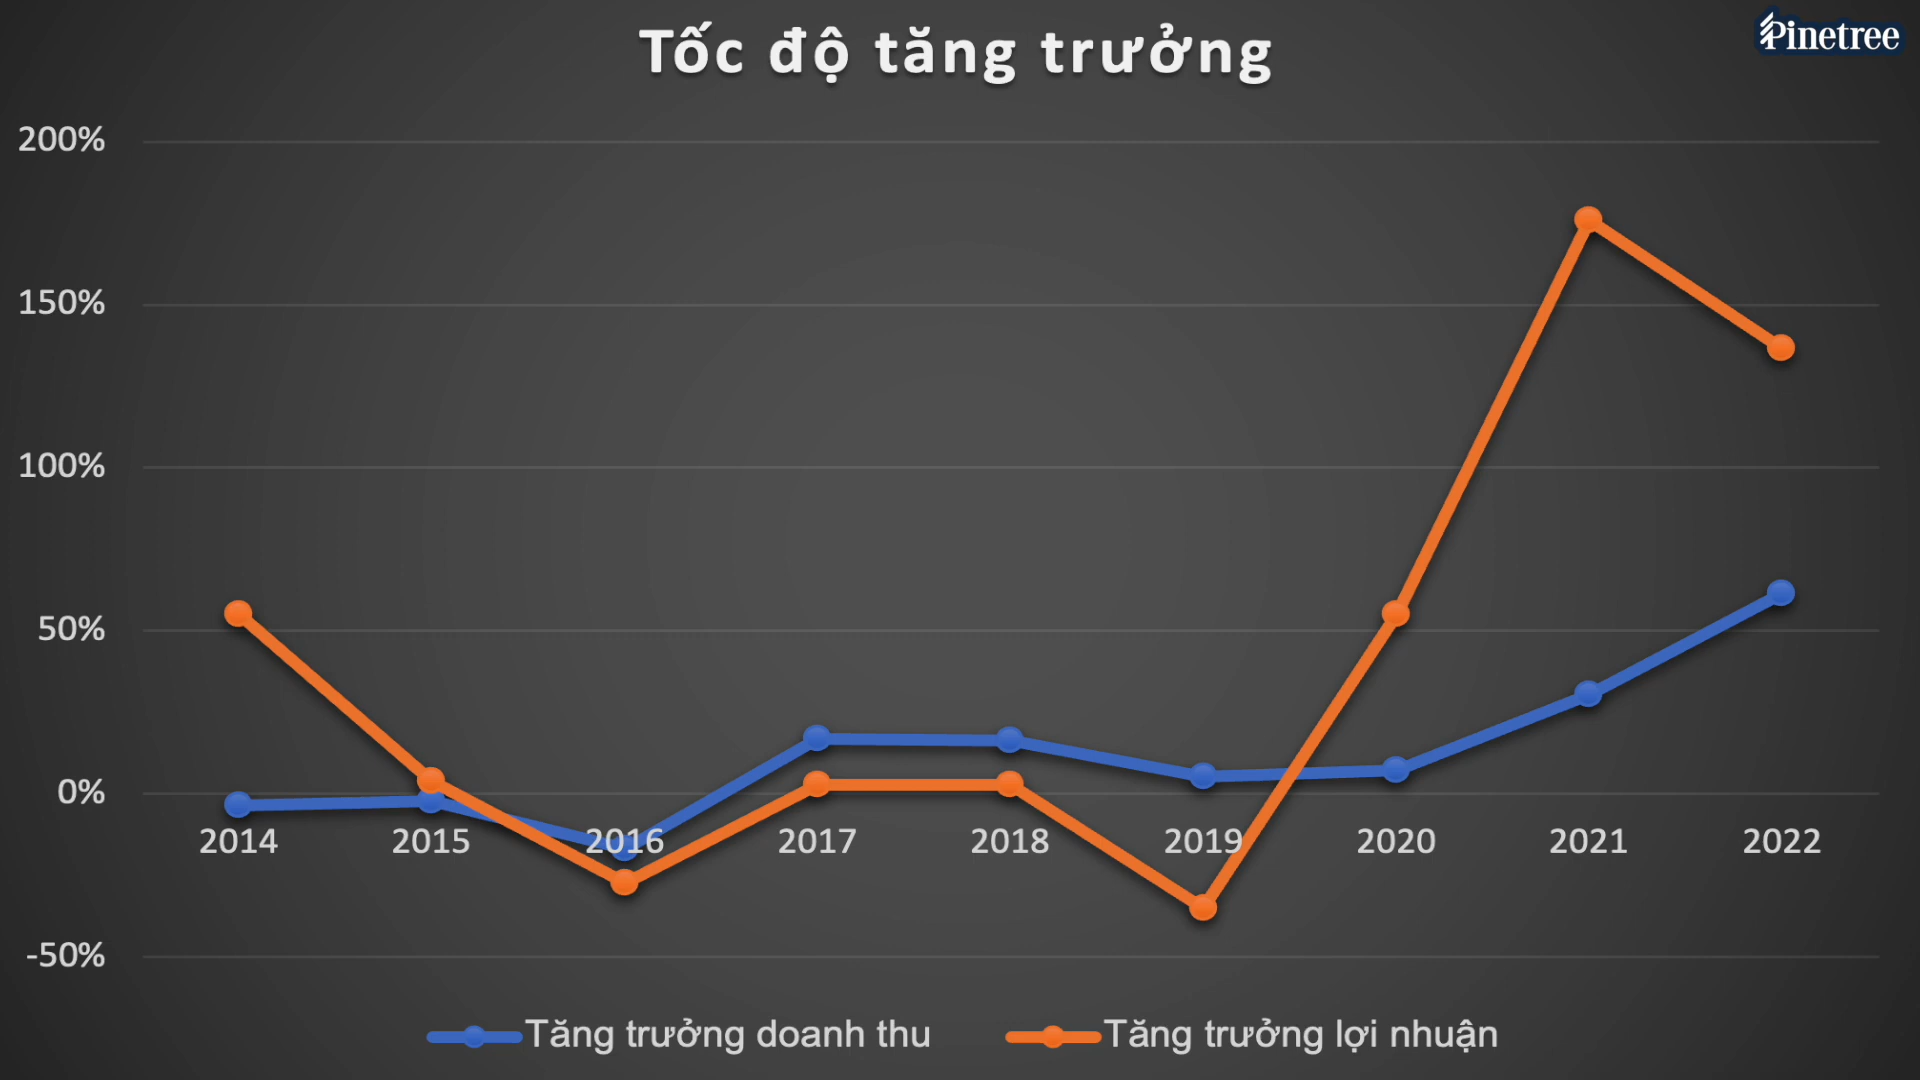 Tốc độ tăng trưởng
Pinetree
200%
150%
100%
50%
0%
-50%
2014 2015 2016 2017 2018 2019 2020 2021 2022
Tăng trưởng doanh thu Tăng trưởng lợi nhuận